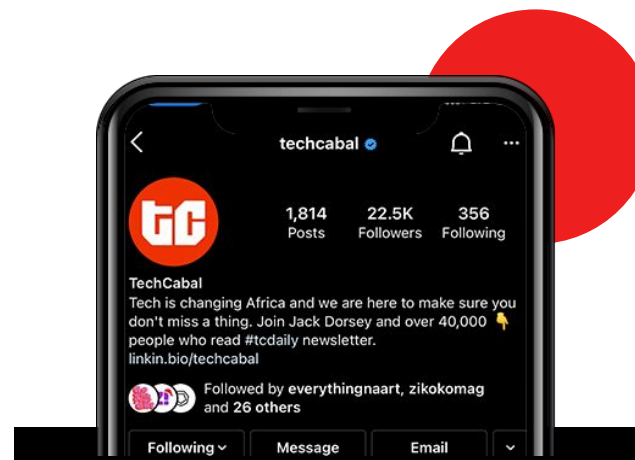 techcabal
tc
1,814 22.5K 356
Posts Followers Following
TechCabal
Tech is changing Africa and we are here to make sure you
don't miss a thing. Join Jack Dorsey and over 40,000 👇
people who read #tcdaily newsletter.
linkin.bio/techcabal
Followed by everythingnaart, zikokomag
and 26 others
Following Message Email